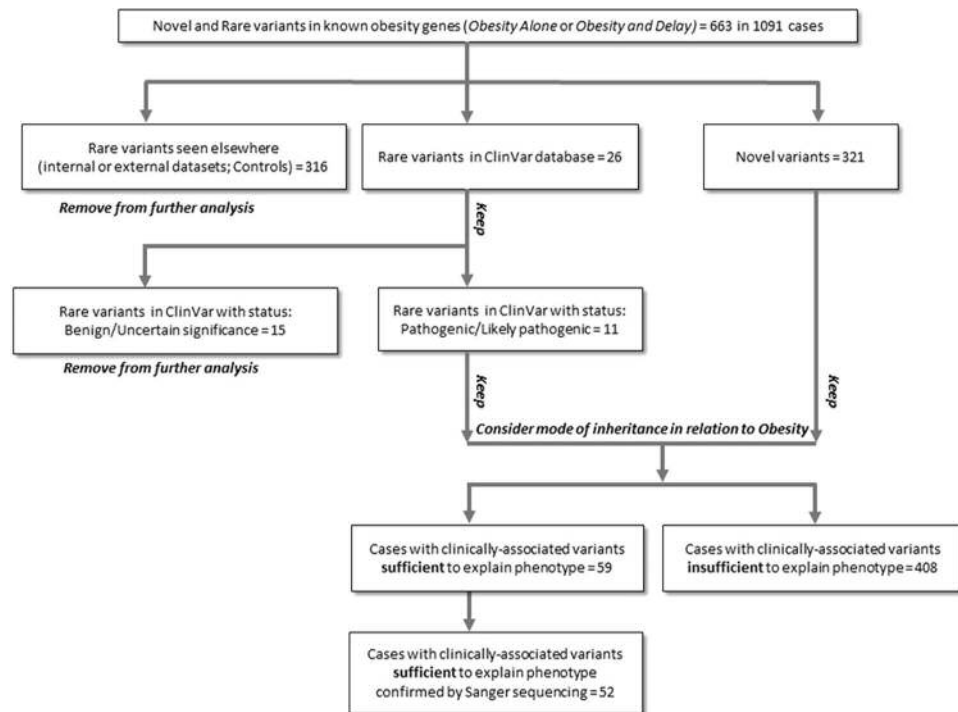 Novel and Rare variants in known obesity genes (Obesity Alone or Obesity and Delay) = 663 in 1091 cases
Rare variants seen elsewhere
(internal or external datasets; Controls) = 316
Rare variants in ClinVar database = 26
Novel variants = 321
Remove from further analysis
Keep
Rare variants in ClinVar with status:
Benign/Uncertain significance = 15
Rare variants in ClinVar with status:
Pathogenic/Likely pathogenic = 11
Remove from further analysis
Keep
Keep
Consider mode of inheritance in relation to Obesity
Cases with clinically-associated variants
sufficient to explain phenotype = 59
Cases with clinically-associated variants
insufficient to explain phenotype = 408
Cases with clinically-associated variants
sufficient to explain phenotype
confirmed by Sanger sequencing = 52